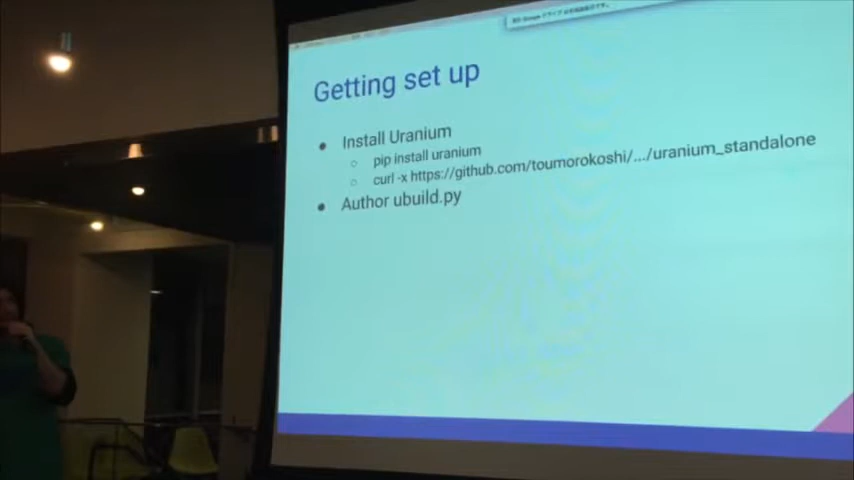 Getting set up
● Install Uranium
○ pip install uranium
○ curl -x https://github.com/toumorokoshi/.../uranium_standalone
● Author ubuild.py